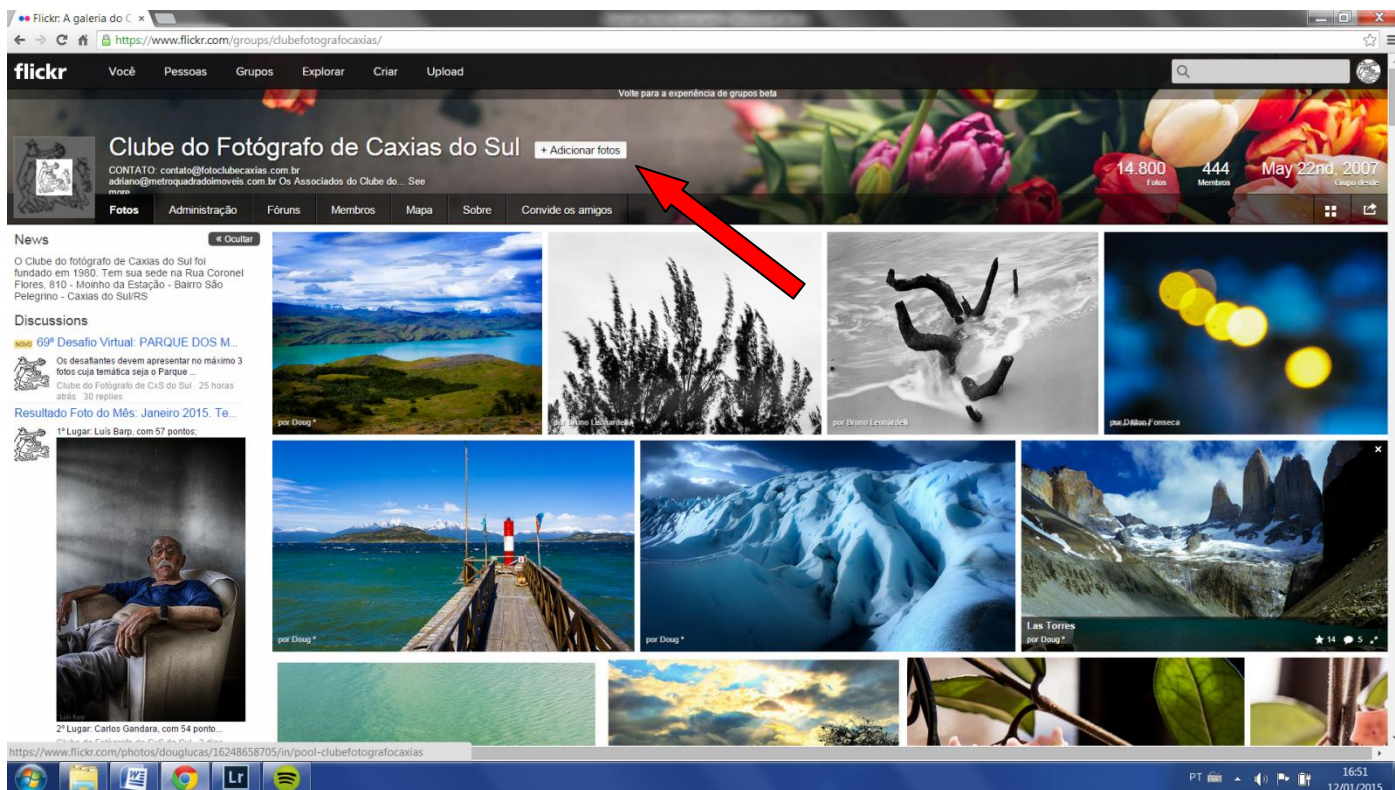 Flickr: A galeria do C
https://www.flickr.com/groups/clubefotografocaxias/
flickr Você Pessoas Grupos Explorar Criar Upload
Volte para a experiência de grupos beta
Clube do Fotógrafo de Caxias do Sul + Adicionar fotos
CONTATO: contato@fotoclubecaxias.com.br
adriano@metroquadradoimoveis.com.br Os Associados do Clube do... See
more
14.800 444 May 22nd, 2007
Fotos Membros Grupo desde
Fotos Administração Fóruns Membros Mapa Sobre Convide os amigos
News « Ocultar
O Clube do fotógrafo de Caxias do Sul foi
fundado em 1980. Tem sua sede na Rua Coronel
Flores, 810 - Moinho da Estação - Bairro São
Pelegrino - Caxias do Sul/RS
Discussions
NOVO 69º Desafio Virtual: PARQUE DOS M...
Os desafiantes devem apresentar no máximo 3
fotos cuja temática seja o Parque ...
Clube do Fotógrafo de CxS do Sul 25 horas
atrás 30 replies
Resultado Foto do Mês: Janeiro 2015. Te...
1º Lugar: Luís Barp, com 57 pontos;
Luís Barp
2º Lugar: Carlos Gandara, com 54 ponto...
por Doug *
por Bruno Leonardelli
por Bruno Leonardelli
por Dálton Fonseca
por Doug *
por Doug *
Las Torres
por Doug *
14 5
https://www.flickr.com/photos/douglucas/16248658705/in/pool-clubefotografocaxias
Lr
PT
16:51
12/01/2015